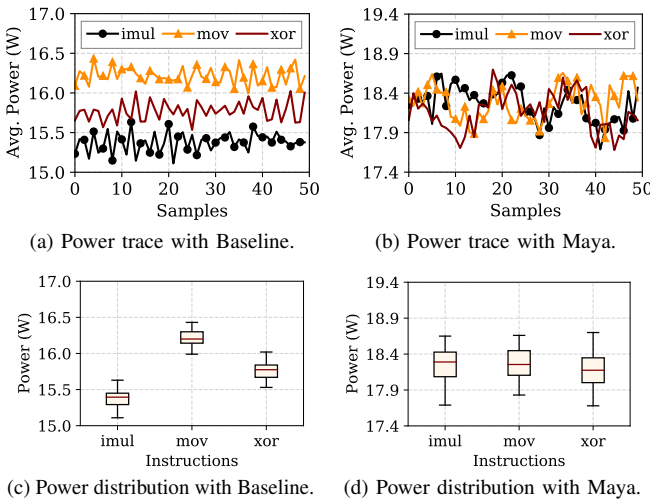 imul mov xor
Avg. Power (W)
17.0
16.5
16.0
15.5
15.0
0 10 20 30 40 50
Samples
(a) Power trace with Baseline.
imul mov xor
Avg. Power (W)
19.4
18.9
18.4
17.9
17.4
0 10 20 30 40 50
Samples
(b) Power trace with Maya.
Power (W)
17.0
16.5
16.0
15.5
15.0
imul mov xor
Instructions
(c) Power distribution with Baseline.
Power (W)
19.4
18.9
18.4
17.9
17.4
imul mov xor
Instructions
(d) Power distribution with Maya.